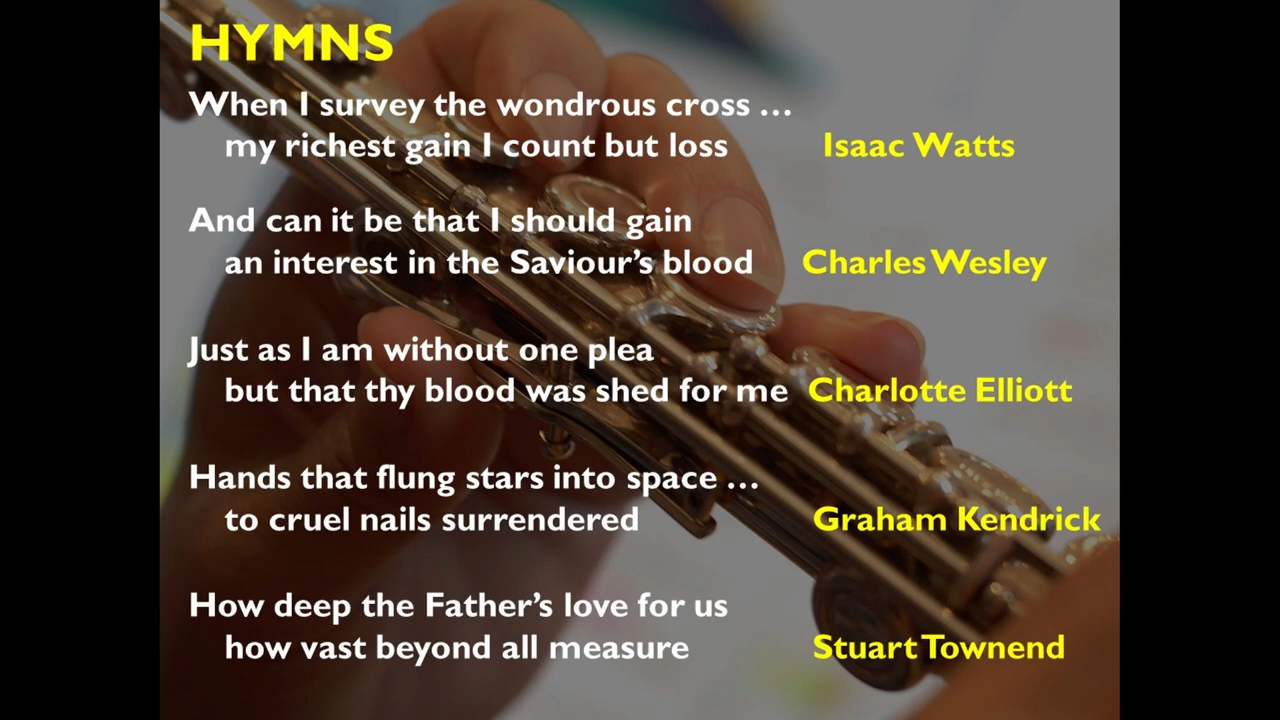 HYMNS
When I survey the wondrous cross …
my richest gain I count but loss Isaac Watts
And can it be that I should gain
an interest in the Saviour’s blood Charles Wesley
Just as I am without one plea
but that thy blood was shed for me Charlotte Elliott
Hands that flung stars into space …
to cruel nails surrendered Graham Kendrick
How deep the Father’s love for us
how vast beyond all measure Stuart Townend